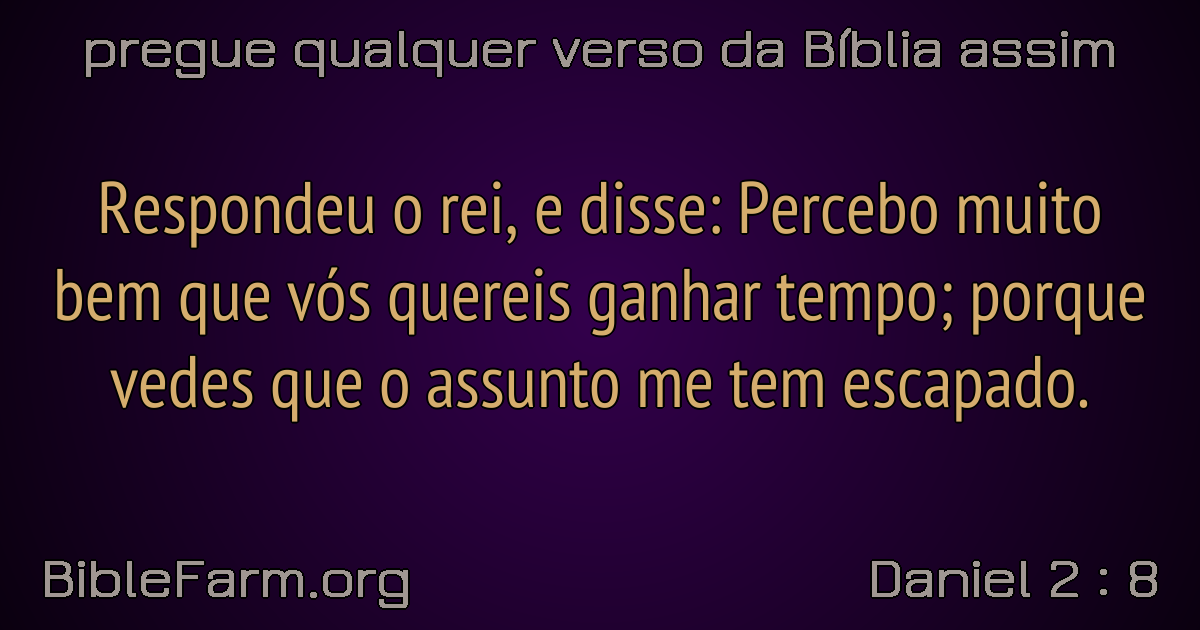 pregue qualquer verso da Bíblia assim
Respondeu o rei, e disse: Percebo muito
bem que vós quereis ganhar tempo; porque
vedes que o assunto me tem escapado.
BibleFarm.org
Daniel 2 : 8